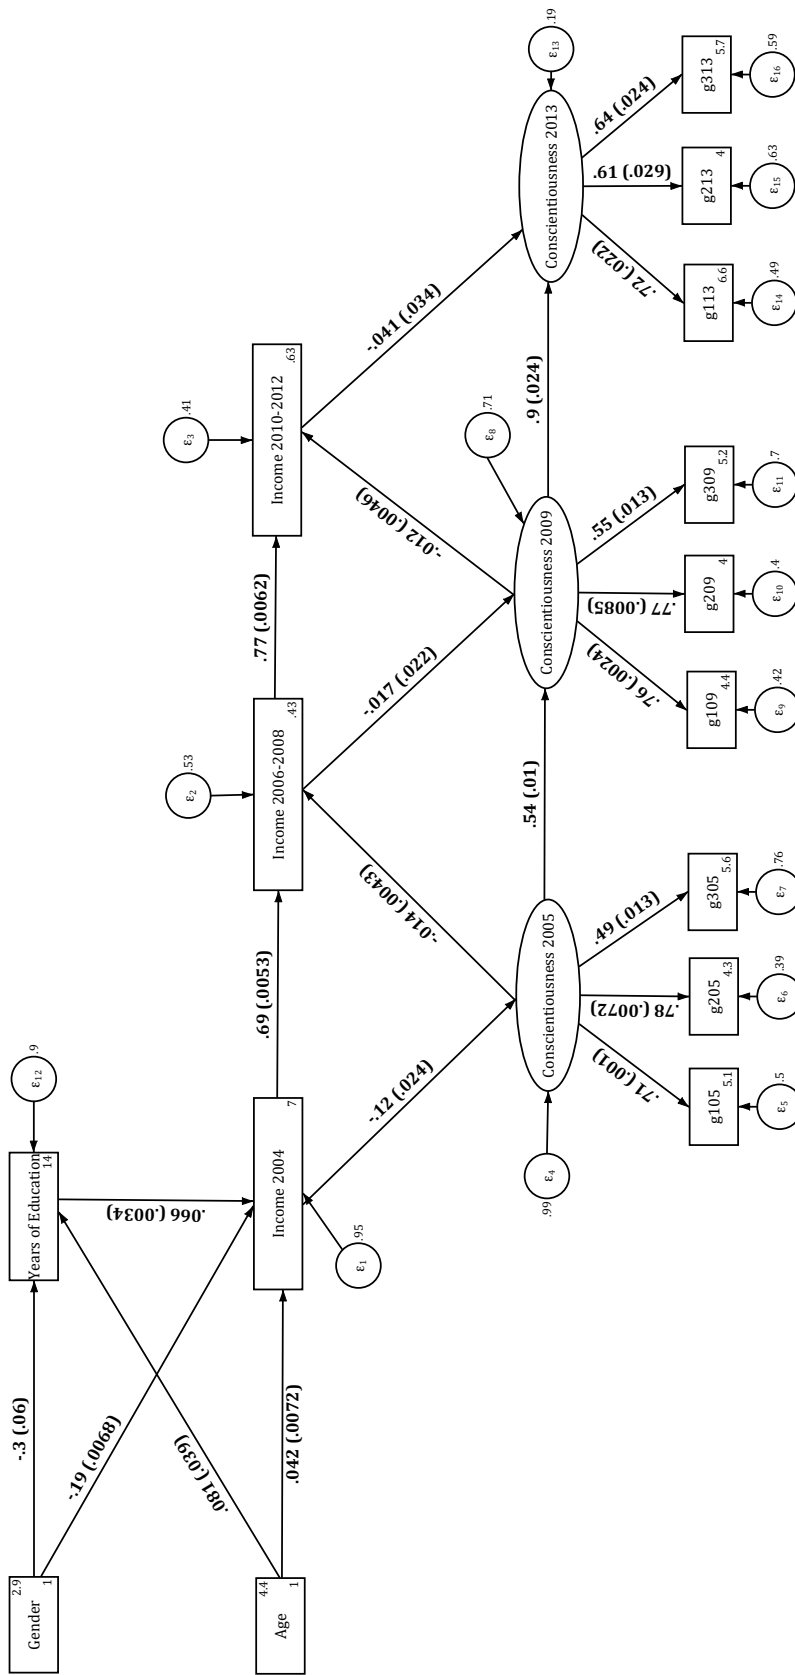 2.9
Gender
1
-.3 (.06)
Years of Education
14
ε12
.9
-.19 (.0068)
.081 (.039)
.066 (.0034)
ε2
.53
ε3
.41
4.4
Age
1
.042 (.0072)
Income 2004
7
.69 (.0053)
Income 2006-2008
.43
.77 (.0062)
Income 2010-2012
.63
ε1
.95
-.12 (.024)
-.014 (.0043)
-.017 (.022)
-.012 (.0046)
-.041 (.034)
ε8
.71
ε13
.19
.99
ε4
Conscientiousness 2005
.54 (.01)
Conscientiousness 2009
.9 (.024)
Conscientiousness 2013
.71 (.001)
.78 (.0072)
.49 (.013)
.76 (.0024)
.77 (.0085)
.55 (.013)
.72 (.022)
.61 (.029)
.64 (.024)
g105
5.1
g205
4.3
g305
5.6
g109
4.4
g209
4
g309
5.2
g113
6.6
g213
4
g313
5.7
ε5
.5
ε6
.39
ε7
.76
ε9
.42
ε10
.4
ε11
.7
ε14
.49
ε15
.63
ε16
.59